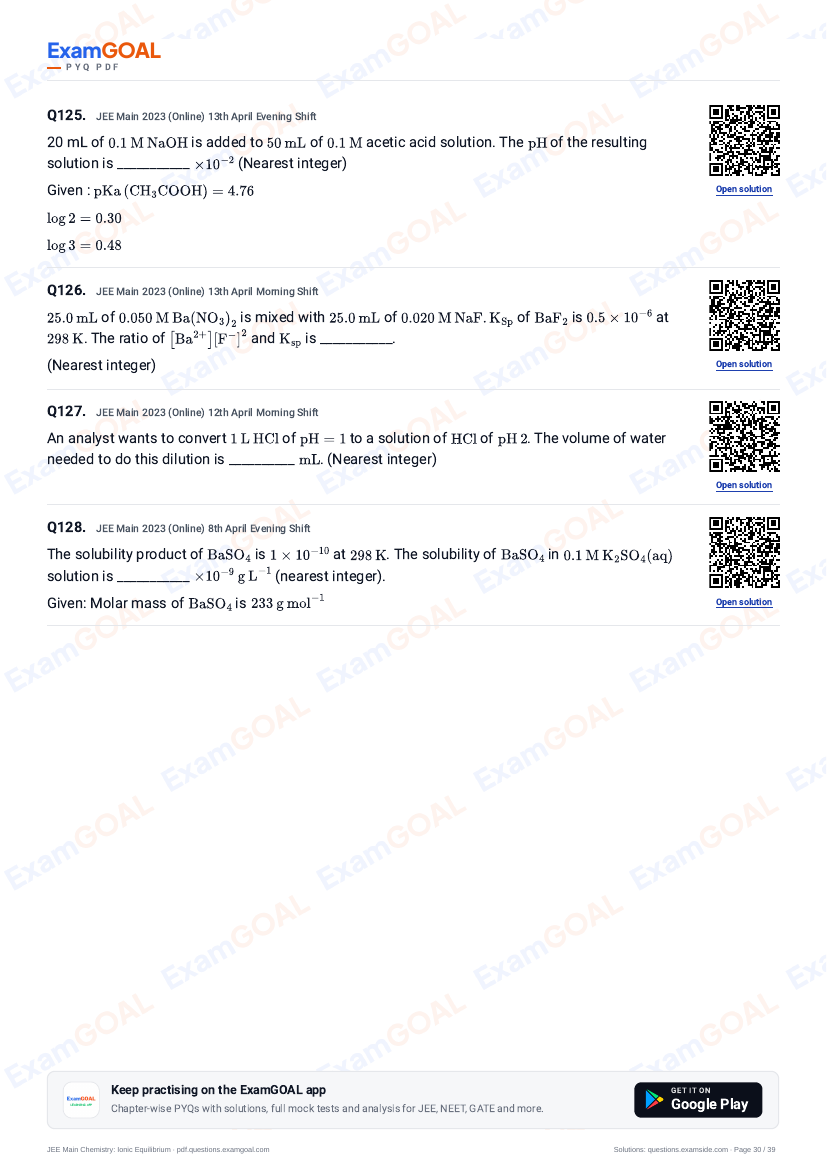 ExamGOAL
PYQ PDF
Q125. JEE Main 2023 (Online) 13th April Evening Shift
20 mL of 0.1 M NaOH is added to 50 mL of 0.1 M acetic acid solution. The pH of the resulting
solution is ___________ ×10⁻² (Nearest integer)
Given : pKa (CH₃COOH) = 4.76
log 2 = 0.30
log 3 = 0.48
Open solution
Q126. JEE Main 2023 (Online) 13th April Morning Shift
25.0 mL of 0.050 M Ba(NO₃)₂ is mixed with 25.0 mL of 0.020 M NaF. K_Sp of BaF₂ is 0.5 × 10⁻⁶ at
298 K. The ratio of [Ba²⁺][F⁻]² and K_sp is ___________.
(Nearest integer)
Open solution
Q127. JEE Main 2023 (Online) 12th April Morning Shift
An analyst wants to convert 1 L HCl of pH = 1 to a solution of HCl of pH 2. The volume of water
needed to do this dilution is __________ mL. (Nearest integer)
Open solution
Q128. JEE Main 2023 (Online) 8th April Evening Shift
The solubility product of BaSO₄ is 1 × 10⁻¹⁰ at 298 K. The solubility of BaSO₄ in 0.1 M K₂SO₄(aq)
solution is ___________ ×10⁻⁹ g L⁻¹ (nearest integer).
Given: Molar mass of BaSO₄ is 233 g mol⁻¹
Open solution
ExamGOAL
Keep practising on the ExamGOAL app
Chapter-wise PYQs with solutions, full mock tests and analysis for JEE, NEET, GATE and more.
GET IT ON
Google Play
JEE Main Chemistry: Ionic Equilibrium · pdf.questions.examgoal.com
Solutions: questions.examside.com · Page 30 / 39